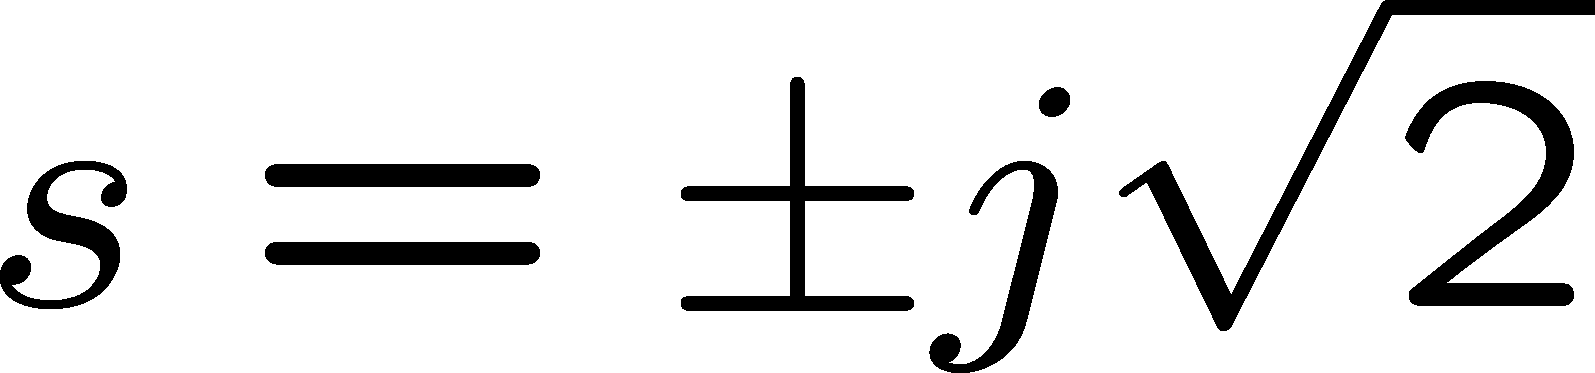 s = ±j√2